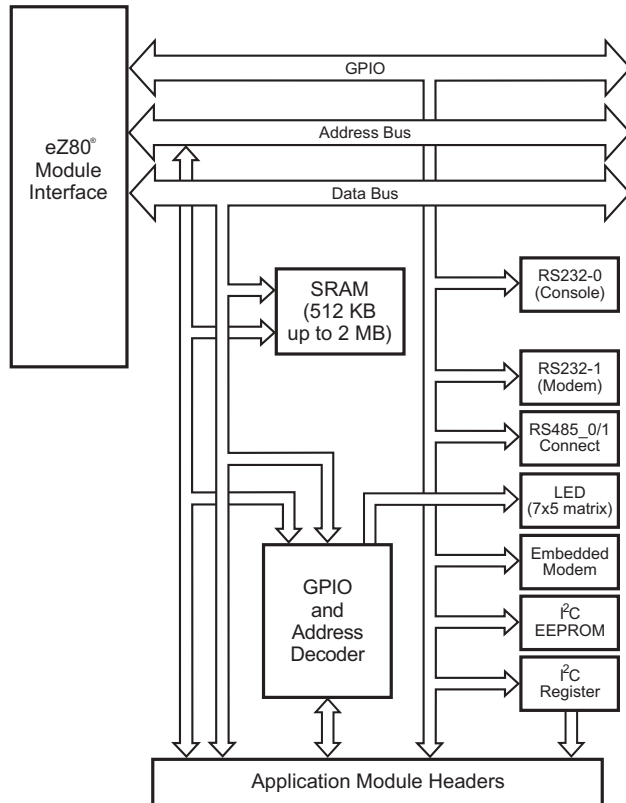 GPIO
Address Bus
Data Bus
eZ80®
Module
Interface
SRAM
(512 KB
up to 2 MB)
RS232-0
(Console)
RS232-1
(Modem)
RS485_0/1
Connect
LED
(7x5 matrix)
Embedded
Modem
I²C
EEPROM
I²C
Register
GPIO
and
Address
Decoder
Application Module Headers